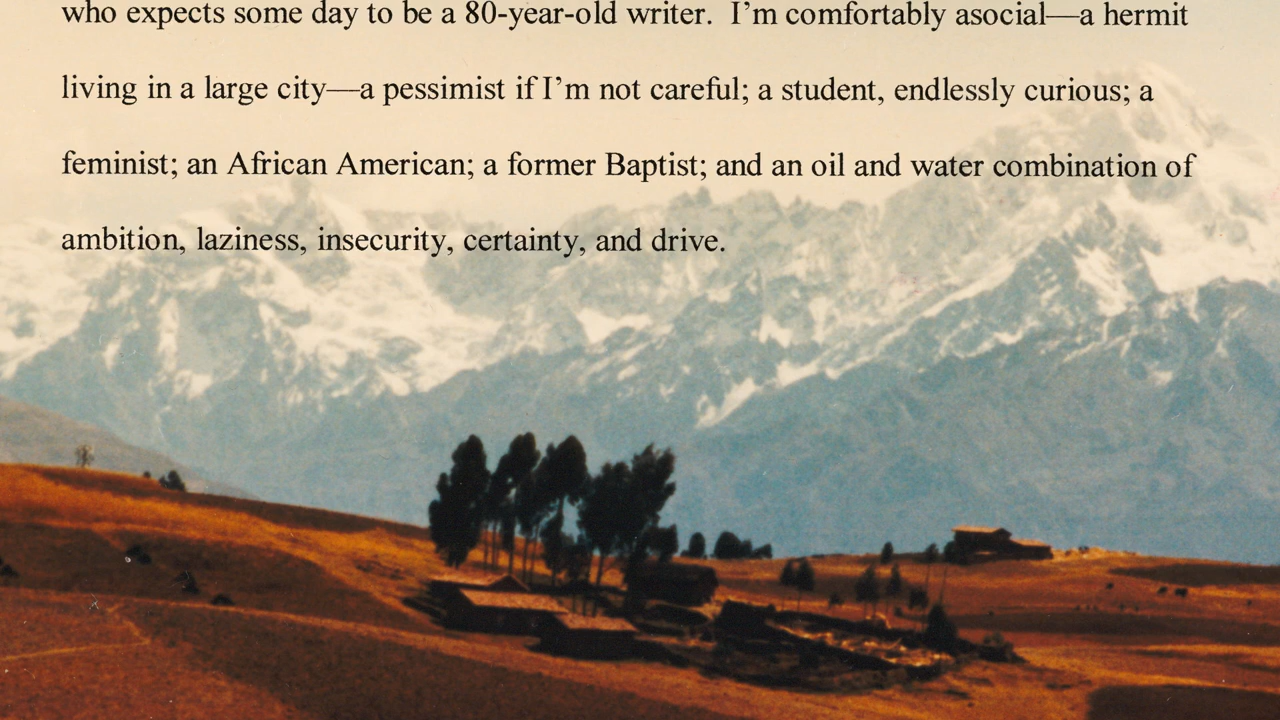 who expects some day to be a 80-year-old writer.  I’m comfortably asocial—a hermit
living in a large city—a pessimist if I’m not careful; a student, endlessly curious; a
feminist; an African American; a former Baptist; and an oil and water combination of
ambition, laziness, insecurity, certainty, and drive.